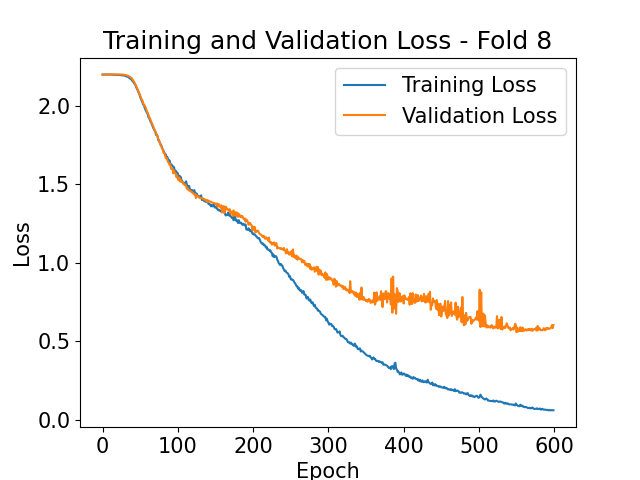 Training and Validation Loss - Fold 8
Training Loss
Validation Loss
Loss
2.0
1.5
1.0
0.5
0.0
0 100 200 300 400 500 600
Epoch